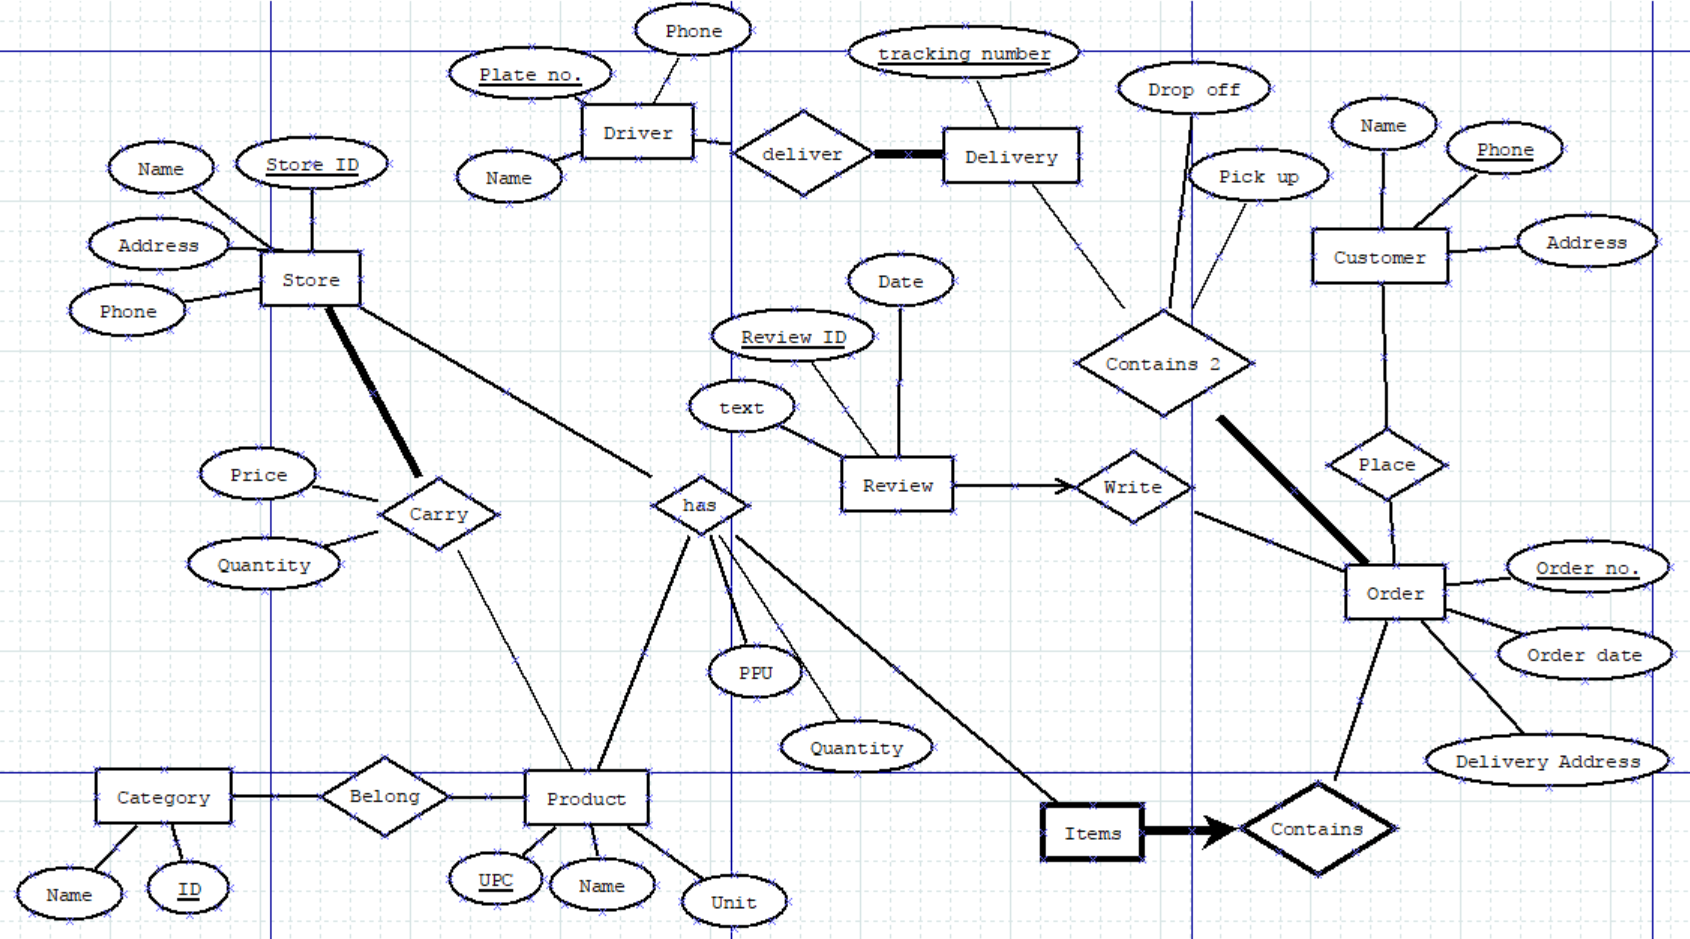 Phone
tracking number
Plate no.
Drop off
Driver
Name
Phone
deliver
Delivery
Name
Store ID
Name
Pick up
Address
Address
Customer
Store
Date
Phone
Review ID
Contains 2
text
Price
Place
Review
Write
Carry
has
Quantity
Order no.
Order
Order date
PPU
Quantity
Delivery Address
Category
Belong
Product
Items
Contains
Name
ID
UPC
Name
Unit